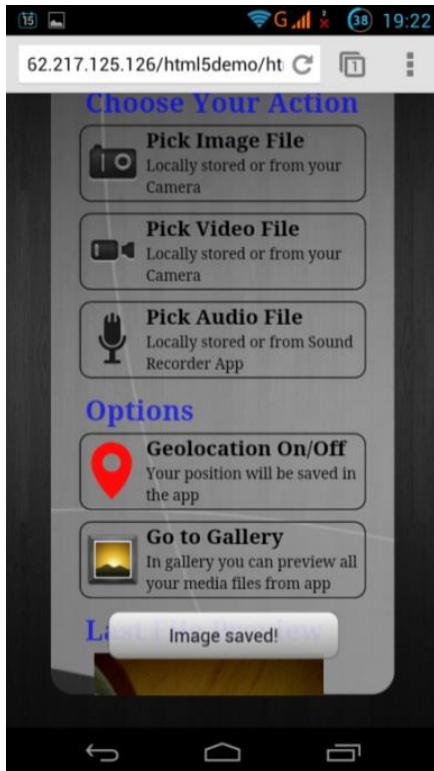 15
G
38
19:22
62.217.125.126/html5demo/ht
1
Choose Your Action
Pick Image File
Locally stored or from your
Camera
Pick Video File
Locally stored or from your
Camera
Pick Audio File
Locally stored or from Sound
Recorder App
Options
Geolocation On/Off
Your position will be saved in
the app
Go to Gallery
In gallery you can preview all
your media files from app
Image saved!